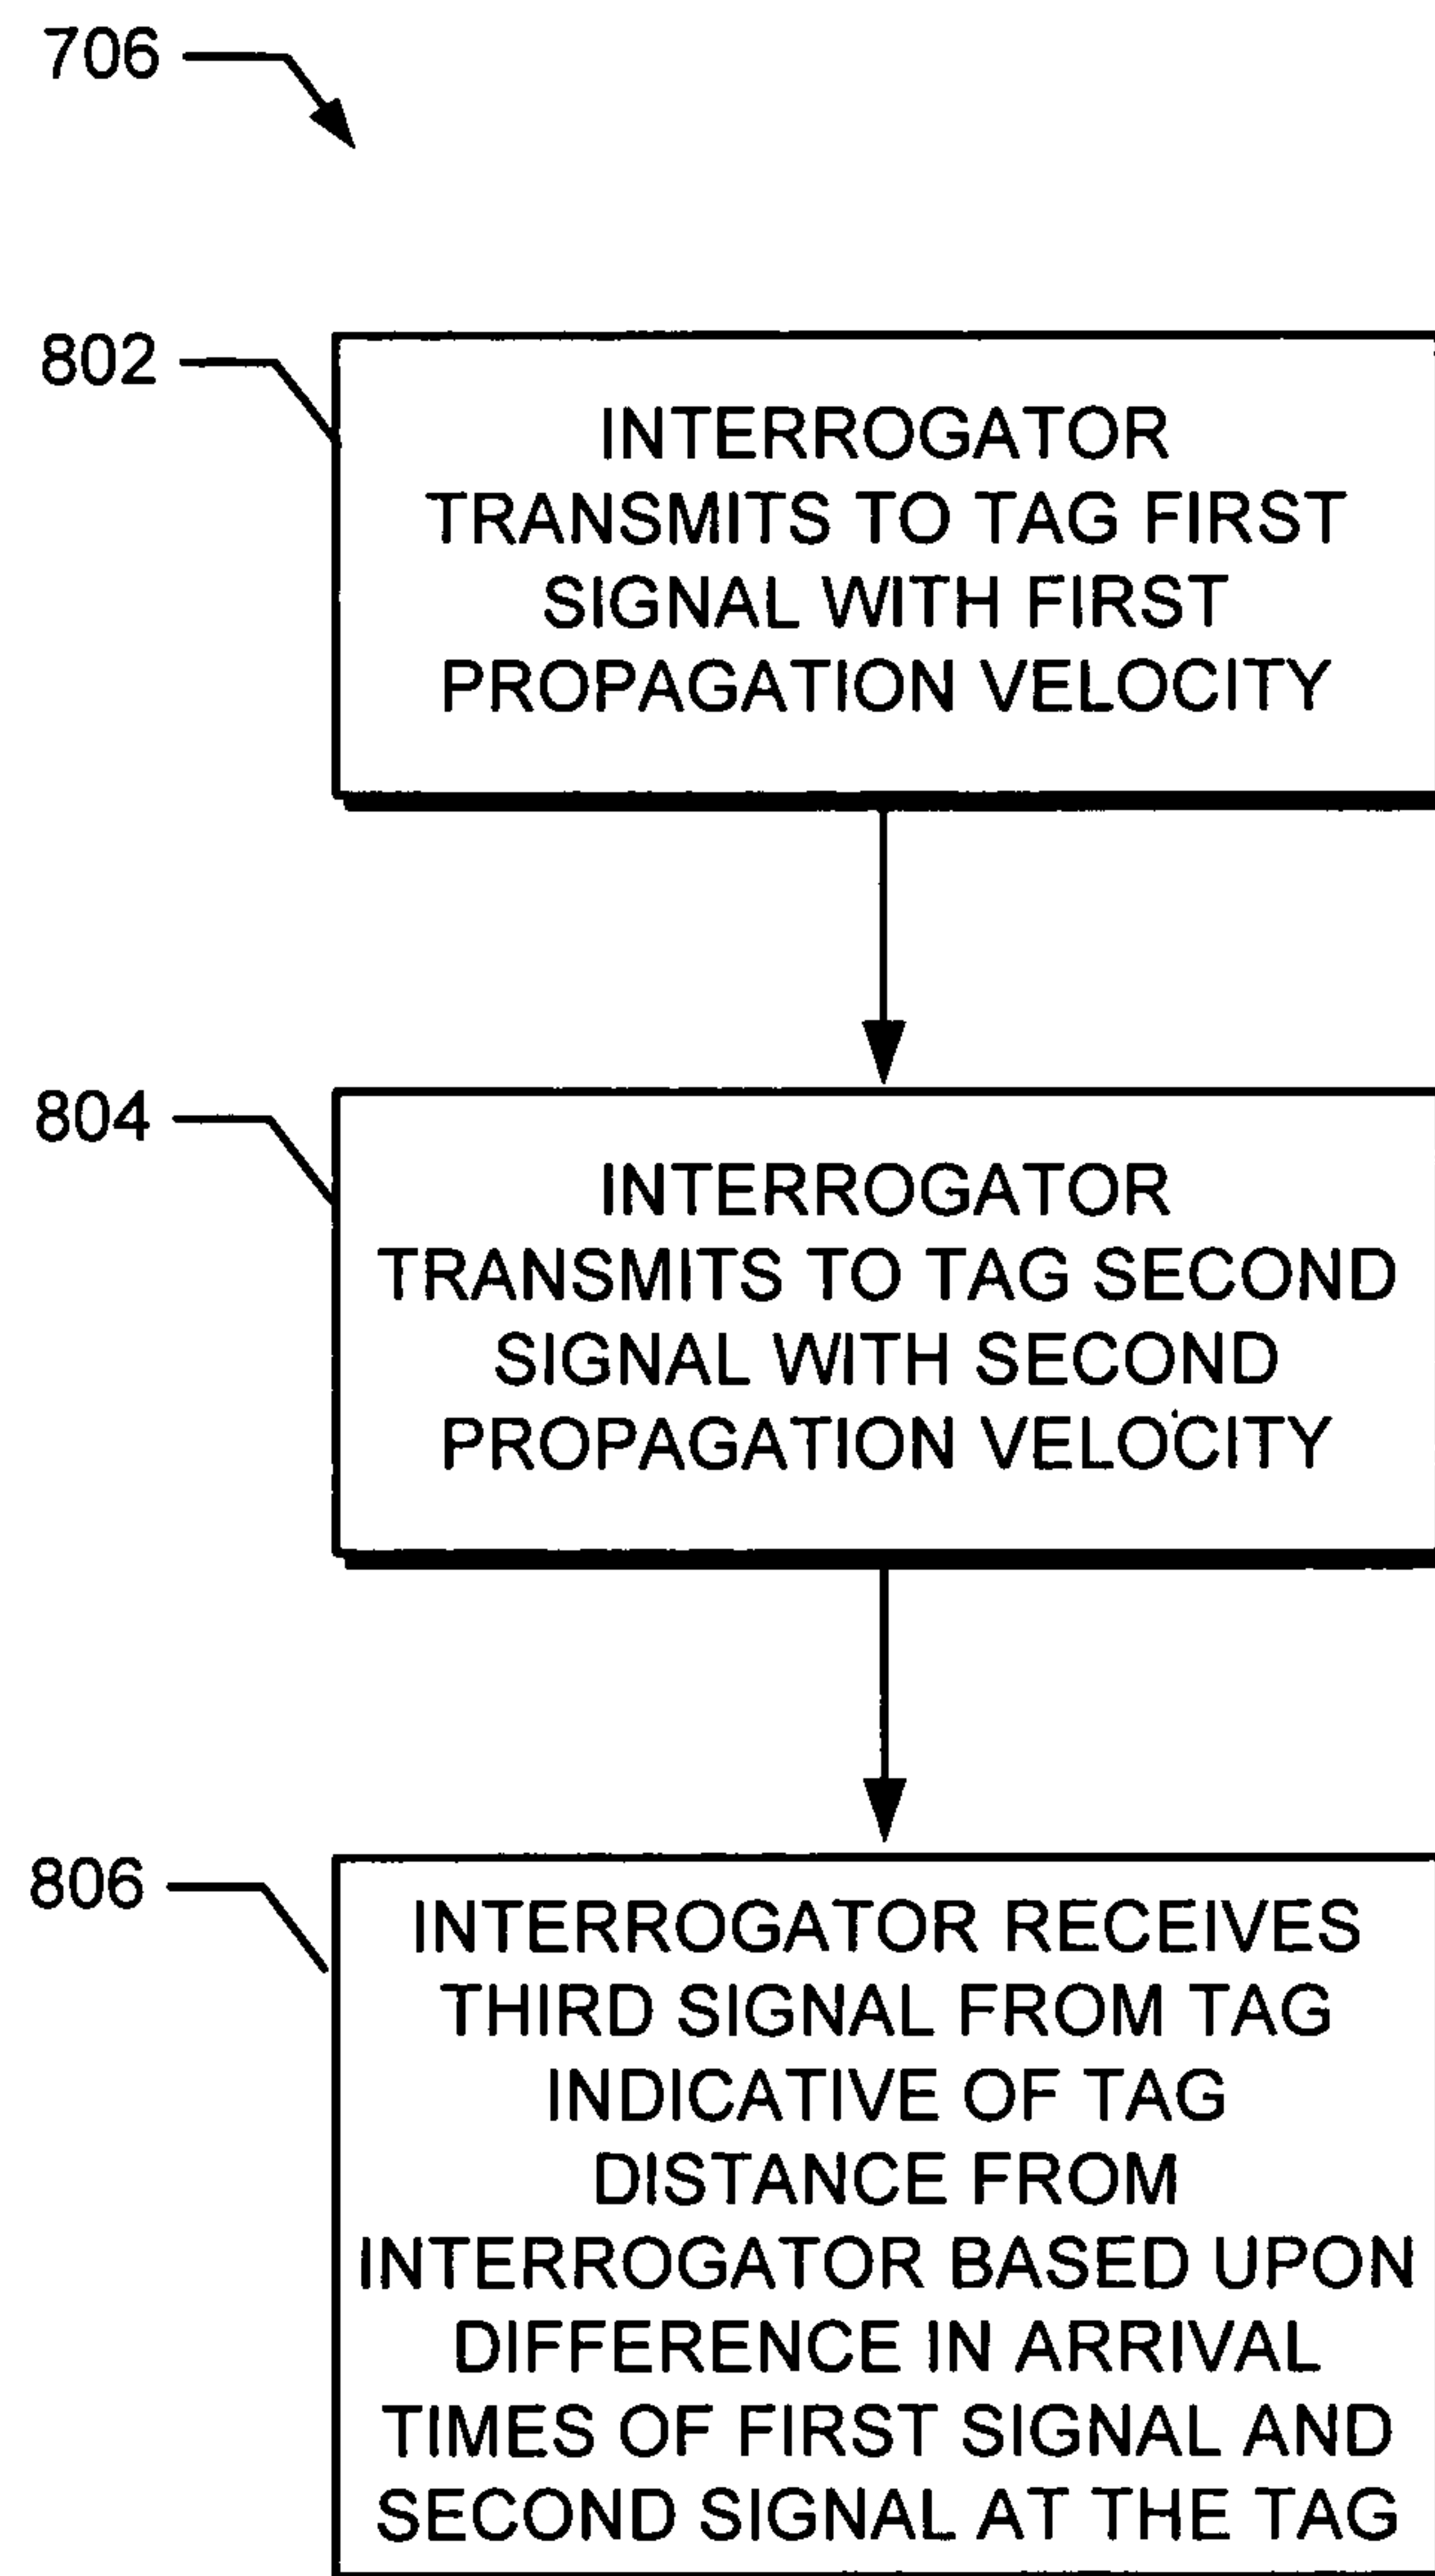 706
802
INTERROGATOR
TRANSMITS TO TAG FIRST
SIGNAL WITH FIRST
PROPAGATION VELOCITY
804
INTERROGATOR
TRANSMITS TO TAG SECOND
SIGNAL WITH SECOND
PROPAGATION VELOCITY
806
INTERROGATOR RECEIVES
THIRD SIGNAL FROM TAG
INDICATIVE OF TAG
DISTANCE FROM
INTERROGATOR BASED UPON
DIFFERENCE IN ARRIVAL
TIMES OF FIRST SIGNAL AND
SECOND SIGNAL AT THE TAG